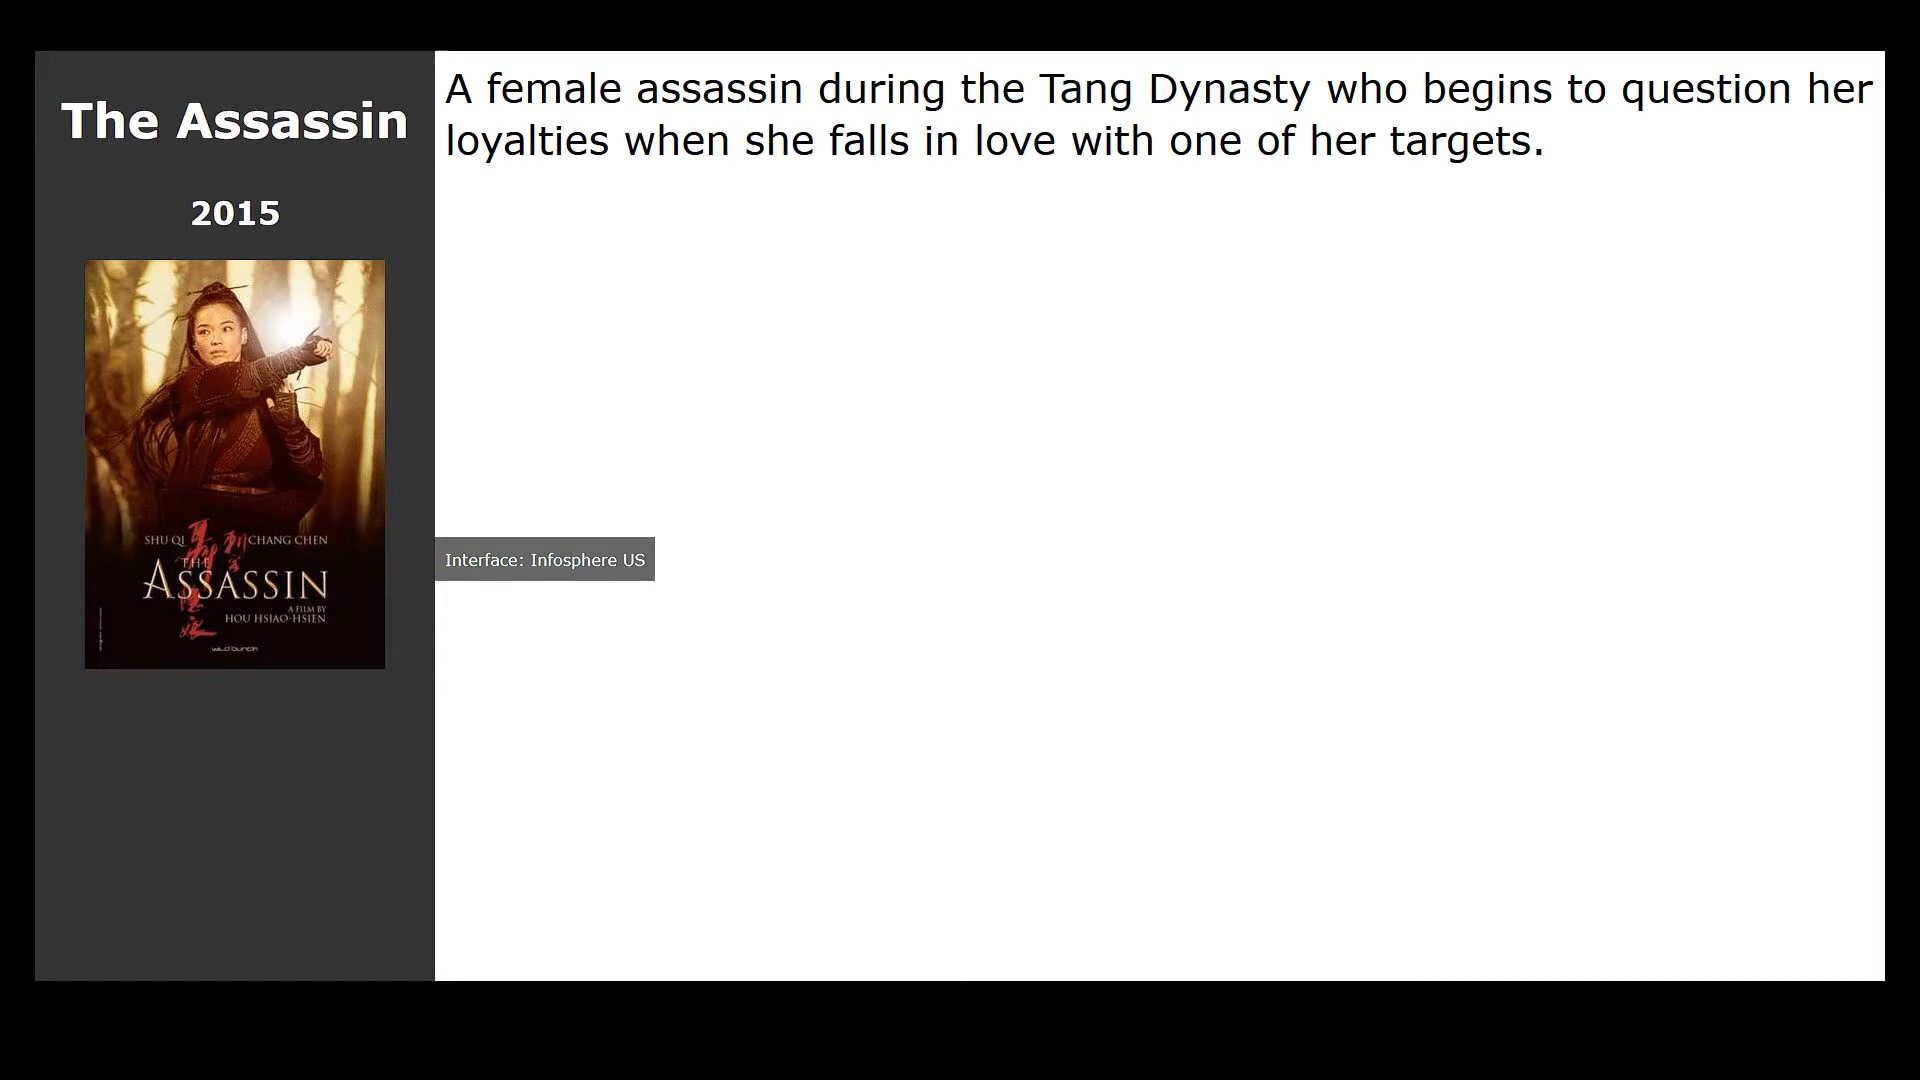 The Assassin
2015
SHU QI CHANG CHEN
THE
ASSASSIN
A FILM BY
HOU HSIAO-HSIEN
wild bunch
A female assassin during the Tang Dynasty who begins to question her
loyalties when she falls in love with one of her targets.
Interface: Infosphere US